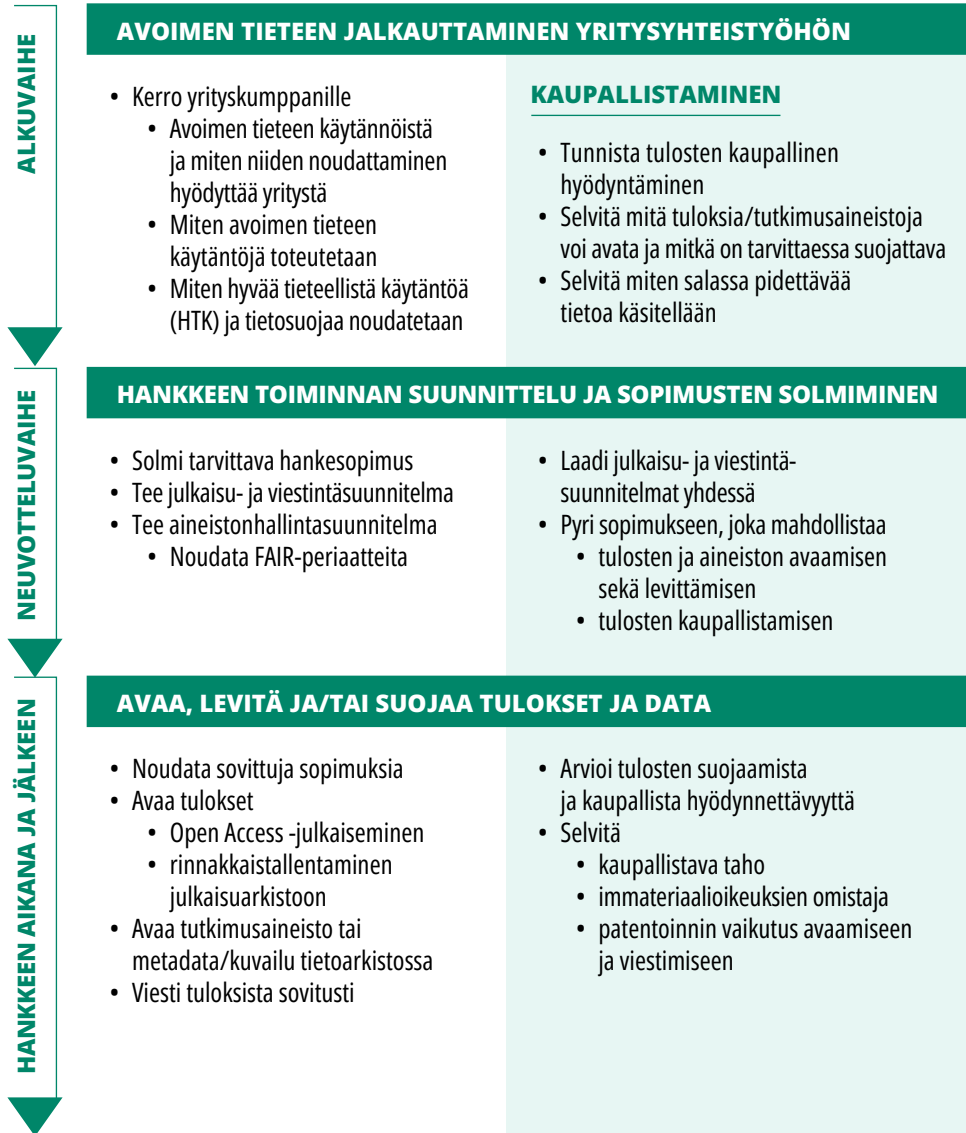 ALKUVAIHE
AVOIMEN TIETEEN JALKAUTTAMINEN YRITYSYHTEISTYÖHÖN
• Kerro yrityskumppanille
• Avoimen tieteen käytännöistä
ja miten niiden noudattaminen
hyödyttää yritystä
• Miten avoimen tieteen
käytäntöjä toteutetaan
• Miten hyvää tieteellistä käytäntöä
(HTK) ja tietosuojaa noudatetaan
KAUPALLISTAMINEN
• Tunnista tulosten kaupallinen
hyödyntäminen
• Selvitä mitä tuloksia/tutkimusaineistoja
voi avata ja mitkä on tarvittaessa suojattava
• Selvitä miten salassa pidettävää
tietoa käsitellään
NEUVOTTELUVAIHE
HANKKEEN TOIMINNAN SUUNNITTELU JA SOPIMUSTEN SOLMIMINEN
• Solmi tarvittava hankesopimus
• Tee julkaisu- ja viestintäsuunnitelma
• Tee aineistonhallintasuunnitelma
• Noudata FAIR-periaatteita
• Laadi julkaisu- ja viestintä-
suunnitelmat yhdessä
• Pyri sopimukseen, joka mahdollistaa
• tulosten ja aineiston avaamisen
sekä levittämisen
• tulosten kaupallistamisen
HANKKEEN AIKANA JA JÄLKEEN
AVAA, LEVITÄ JA/TAI SUOJAA TULOKSET JA DATA
• Noudata sovittuja sopimuksia
• Avaa tulokset
• Open Access -julkaiseminen
• rinnakkaistallentaminen
julkaisuarkistoon
• Avaa tutkimusaineisto tai
metadata/kuvailu tietoarkistossa
• Viesti tuloksista sovitusti
• Arvioi tulosten suojaamista
ja kaupallista hyödynnettävyyttä
• Selvitä
• kaupallistava taho
• immateriaalioikeuksien omistaja
• patentoinnin vaikutus avaamiseen
ja viestimiseen